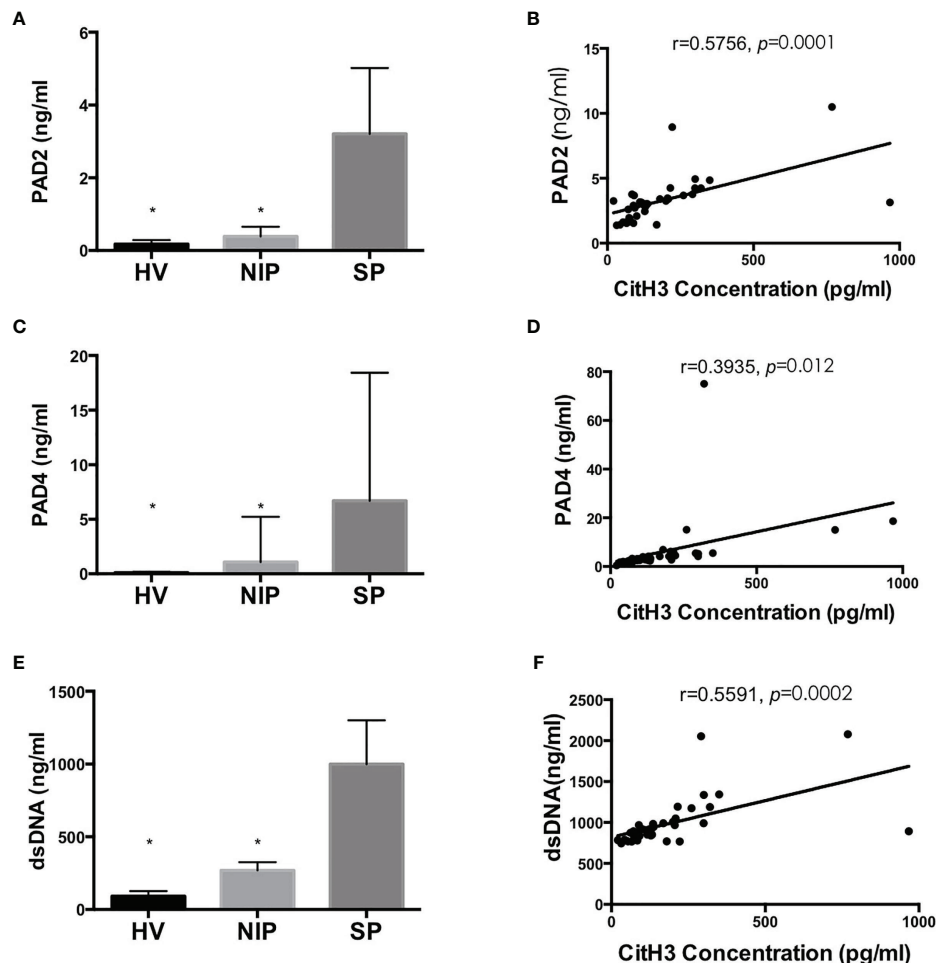 A
PAD2 (ng/ml)
6
4
2
0
*
*
HV
NIP
SP
B
r=0.5756, p=0.0001
PAD2 (ng/ml)
15
10
5
0
0
500
1000
CitH3 Concentration (pg/ml)
C
PAD4 (ng/ml)
20
15
10
5
0
*
*
HV
NIP
SP
D
r=0.3935, p=0.012
PAD4 (ng/ml)
80
60
40
20
0
0
500
1000
CitH3 Concentration (pg/ml)
E
dsDNA (ng/ml)
1500
1000
500
0
*
*
HV
NIP
SP
F
r=0.5591, p=0.0002
dsDNA(ng/ml)
2500
2000
1500
1000
500
0
0
500
1000
CitH3 Concentration (pg/ml)